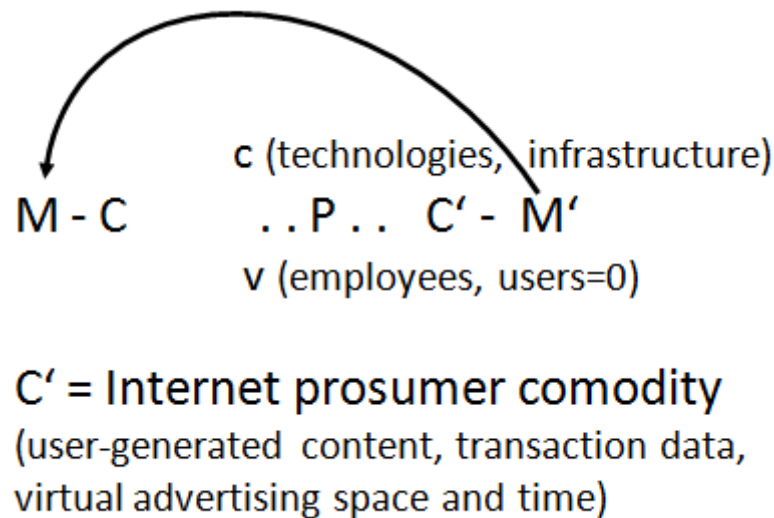 c (technologies, infrastructure)
M - C . . P . . C‘ - M‘
v (employees, users=0)
C‘ = Internet prosumer comodity
(user-generated content, transaction data,
virtual advertising space and time)